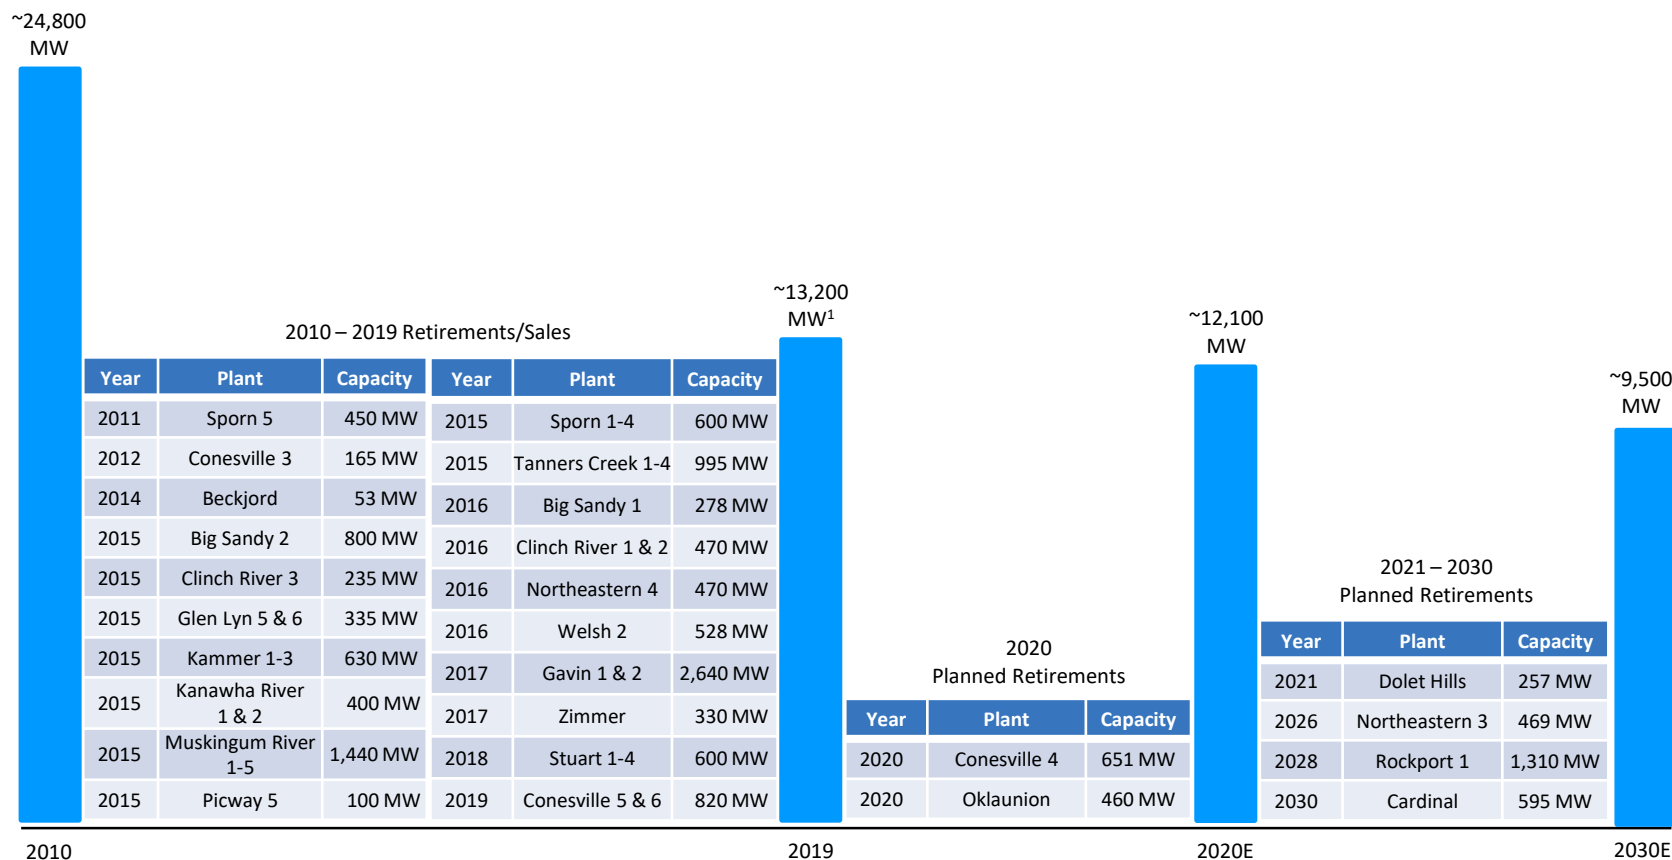 ~24,800
MW
2010 – 2019 Retirements/Sales
Year Plant Capacity
2011 Sporn 5 450 MW
2012 Conesville 3 165 MW
2014 Beckjord 53 MW
2015 Big Sandy 2 800 MW
2015 Clinch River 3 235 MW
2015 Glen Lyn 5 & 6 335 MW
2015 Kammer 1-3 630 MW
2015 Kanawha River
1 & 2 400 MW
2015 Muskingum River
1-5 1,440 MW
2015 Picway 5 100 MW
Year Plant Capacity
2015 Sporn 1-4 600 MW
2015 Tanners Creek 1-4 995 MW
2016 Big Sandy 1 278 MW
2016 Clinch River 1 & 2 470 MW
2016 Northeastern 4 470 MW
2016 Welsh 2 528 MW
2017 Gavin 1 & 2 2,640 MW
2017 Zimmer 330 MW
2018 Stuart 1-4 600 MW
2019 Conesville 5 & 6 820 MW
~13,200
MW¹
2020
Planned Retirements
Year Plant Capacity
2020 Conesville 4 651 MW
2020 Oklaunion 460 MW
~12,100
MW
2021 – 2030
Planned Retirements
Year Plant Capacity
2021 Dolet Hills 257 MW
2026 Northeastern 3 469 MW
2028 Rockport 1 1,310 MW
2030 Cardinal 595 MW
~9,500
MW
2010 2019 2020E 2030E